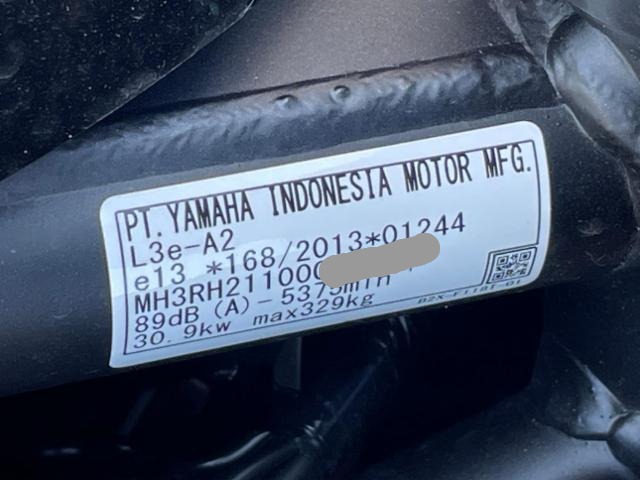 PT. YAMAHA INDONESIA MOTOR MFG.
L3e-A2
e13 *168/2013*01244
MH3RH211000
89dB (A)- 5375min
30.9kw max329kg
B2X-F118T-01